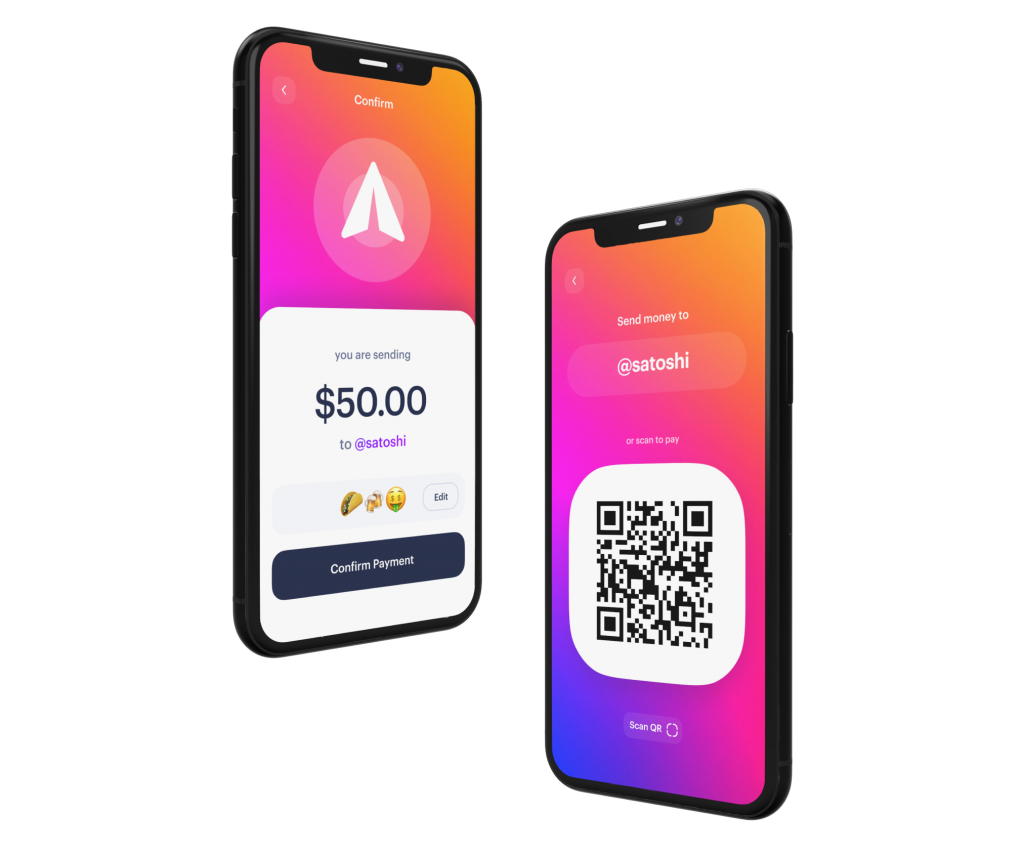 Confirm
you are sending
$50.00
to @satoshi
Edit
Confirm Payment
Send money to
@satoshi
or scan to pay
Scan QR